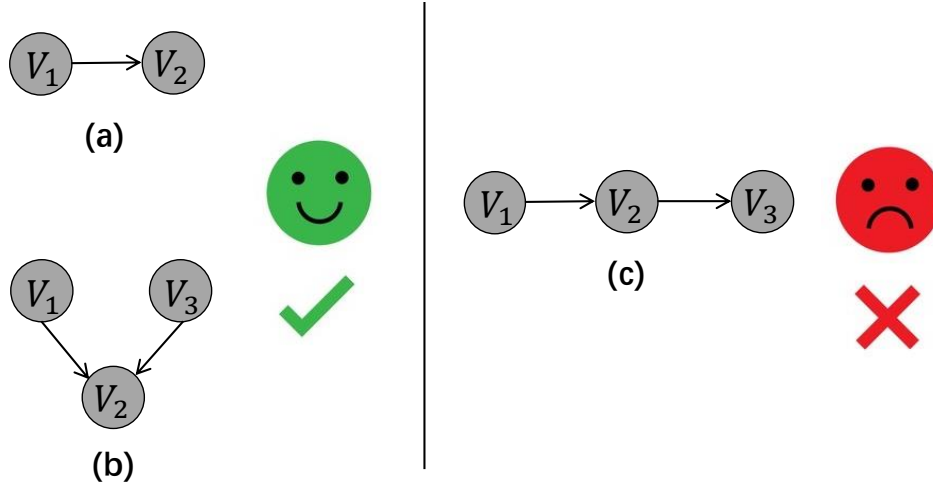 V₁ V₂
(a)
V₁ V₃
V₂
(b)
V₁ V₂ V₃
(c)